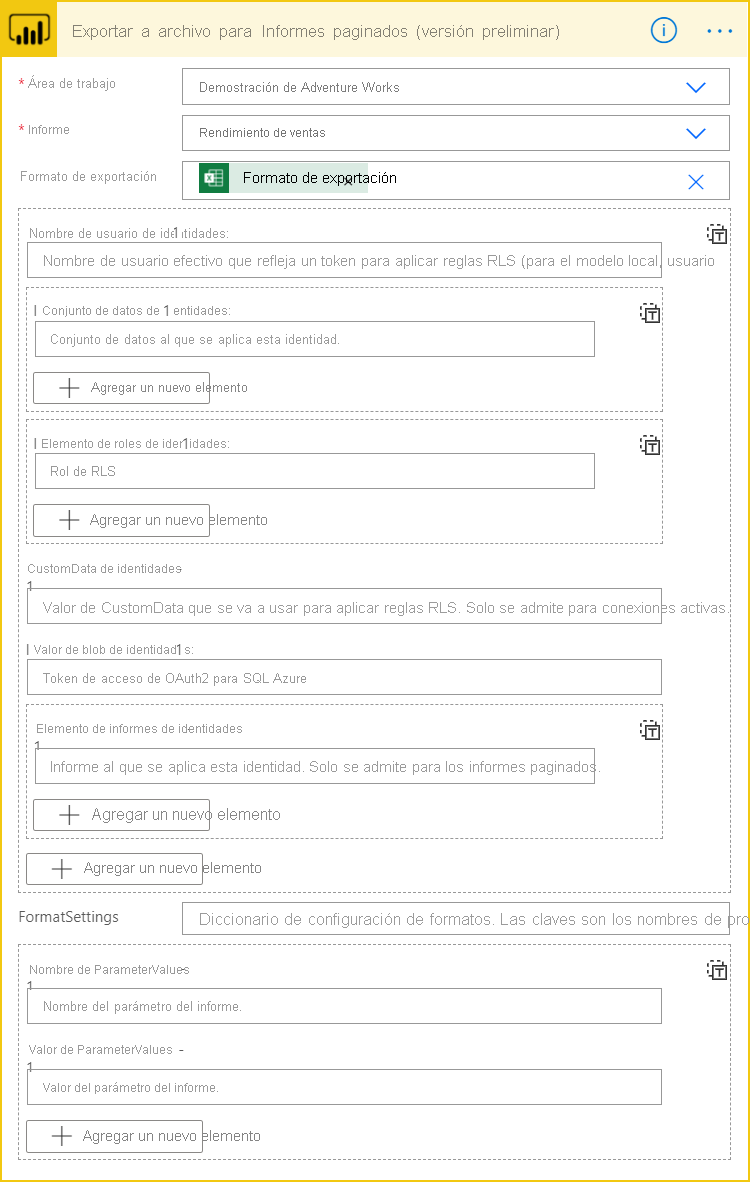 Exportar a archivo para Informes paginados (versión preliminar)
* Área de trabajo
Demostración de Adventure Works
* Informe
Rendimiento de ventas
Formato de exportación
Formato de exportación
Nombre de usuario de identidades: 1
Nombre de usuario efectivo que refleja un token para aplicar reglas RLS (para el modelo local, usuario
Conjunto de datos de 1 entidades:
Conjunto de datos al que se aplica esta identidad.
Agregar un nuevo elemento
Elemento de roles de identidades: 1
Rol de RLS
Agregar un nuevo elemento
CustomData de identidades-
1
Valor de CustomData que se va a usar para aplicar reglas RLS. Solo se admite para conexiones activas.
Valor de blob de identidad1s:
Token de acceso de OAuth2 para SQL Azure
Elemento de informes de identidades
1
Informe al que se aplica esta identidad. Solo se admite para los informes paginados.
Agregar un nuevo elemento
Agregar un nuevo elemento
FormatSettings
Diccionario de configuración de formatos. Las claves son los nombres de pro
Nombre de ParameterValues -
1
Nombre del parámetro del informe.
Valor de ParameterValues -
1
Valor del parámetro del informe.
Agregar un nuevo elemento